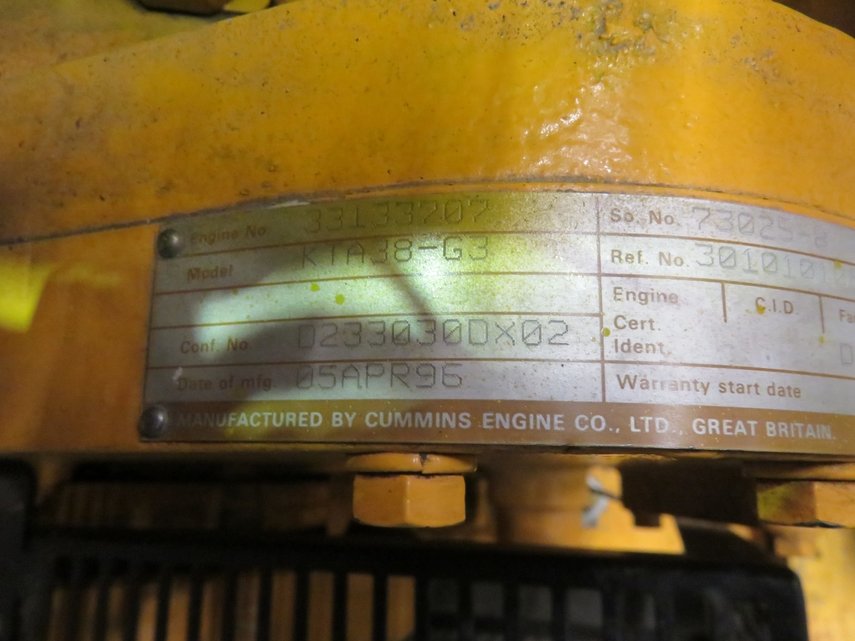 Engine No 33133207 So. No. 73025-
Model KTA38-G3 Ref. No. 3010101
Engine Cert. Ident. C.I.D. Fa
Conf. No. D233030DX02 D
Date of mfg. 05APR96 Warranty start date
MANUFACTURED BY CUMMINS ENGINE CO., LTD., GREAT BRITAIN.